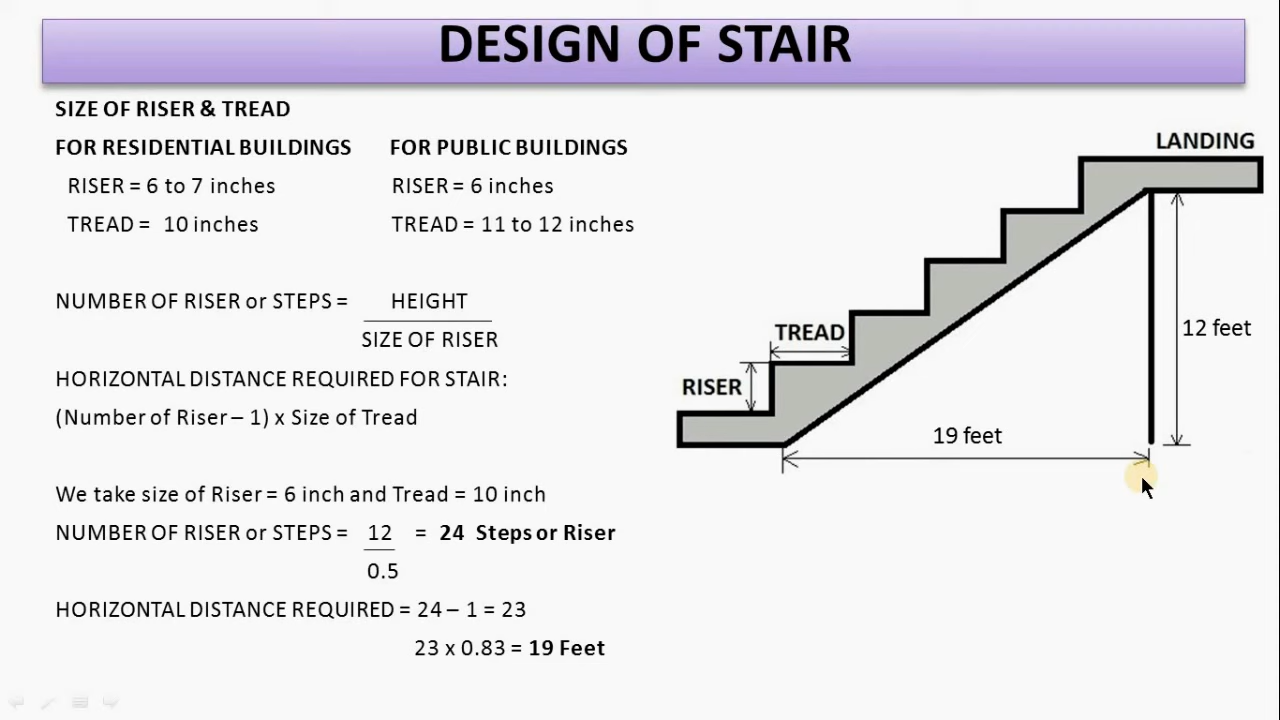 DESIGN OF STAIR
SIZE OF RISER & TREAD
FOR RESIDENTIAL BUILDINGS
RISER = 6 to 7 inches
TREAD = 10 inches
FOR PUBLIC BUILDINGS
RISER = 6 inches
TREAD = 11 to 12 inches
NUMBER OF RISER or STEPS = HEIGHT
SIZE OF RISER
HORIZONTAL DISTANCE REQUIRED FOR STAIR:
(Number of Riser – 1) x Size of Tread
We take size of Riser = 6 inch and Tread = 10 inch
NUMBER OF RISER or STEPS = 12 = 24 Steps or Riser
0.5
HORIZONTAL DISTANCE REQUIRED = 24 – 1 = 23
23 x 0.83 = 19 Feet
LANDING
TREAD
RISER
12 feet
19 feet